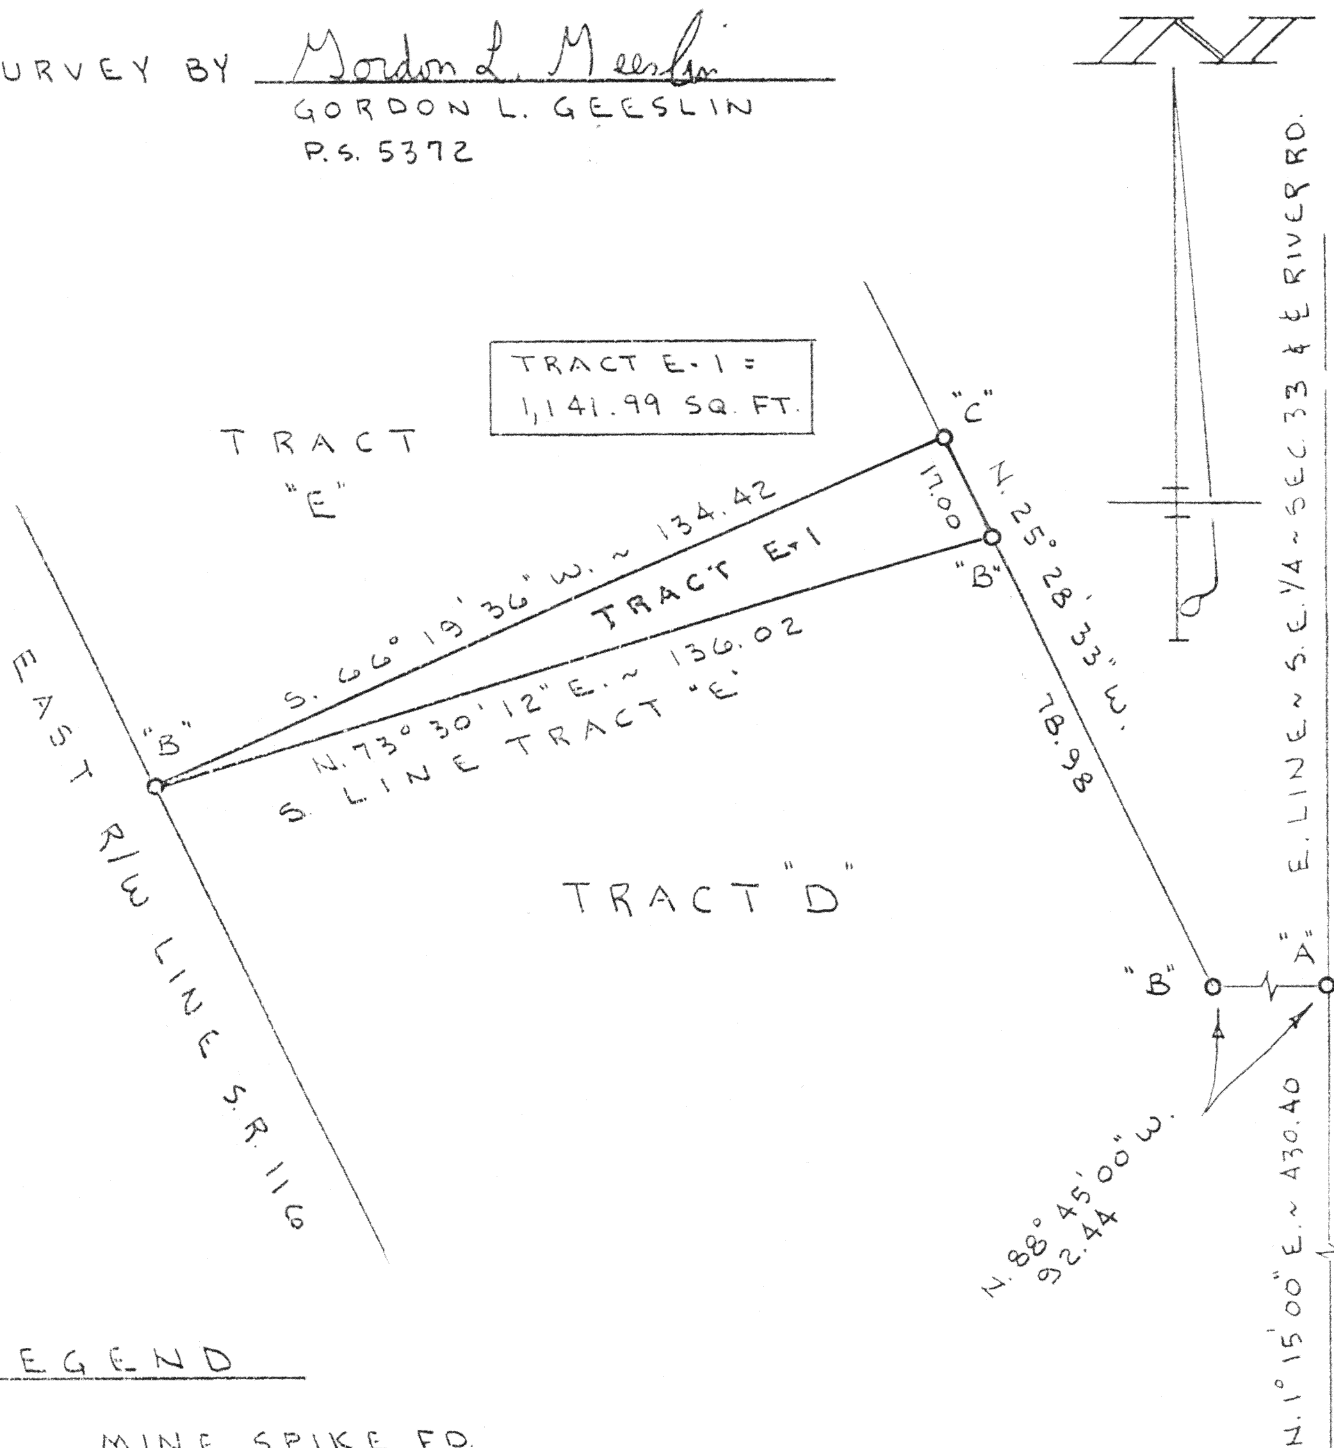 URVEY BY Gordon L. Geeslin
GORDON L. GEESLIN
P.S. 5372
N
E. LINE ~ S.E. 1/4 ~ SEC. 33 & ℄ RIVER RD.
TRACT E-1 =
1,141.99 SQ. FT.
TRACT
"E"
"C"
17.00
N. 25° 28' 33" W.
S. 66° 19' 36" W. ~ 134.42
TRACT E-1
"B"
N. 73° 30' 12" E. ~ 136.02
S. LINE TRACT "E"
78.98
"B"
EAST R/W LINE S.R. 116
TRACT "D"
"B"
"A"
N. 88° 45' 00" W.
92.44
N. 1° 15' 00" E. ~ 430.40
EGEND
MINE SPIKE FD.